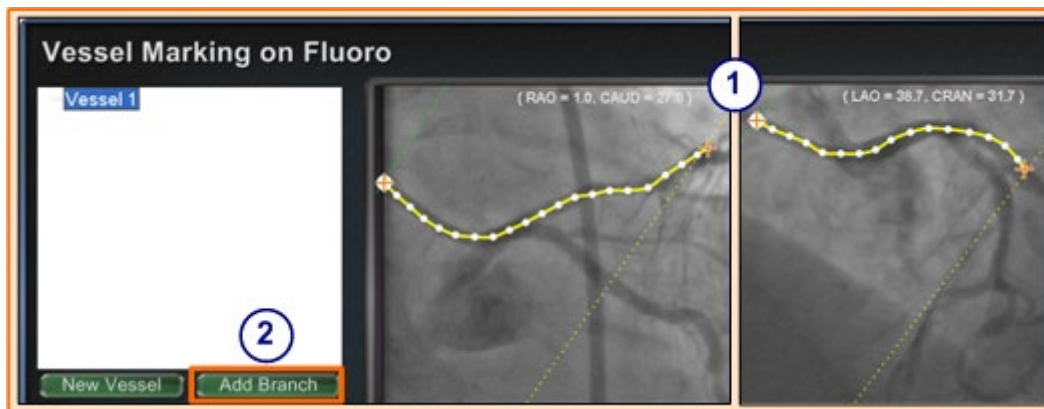 Vessel Marking on Fluoro
Vessel 1
( RAO = 1.0, CAUD = 27.6 )
1
( LAO = 38.7, CRAN = 31.7 )
2
New Vessel
Add Branch